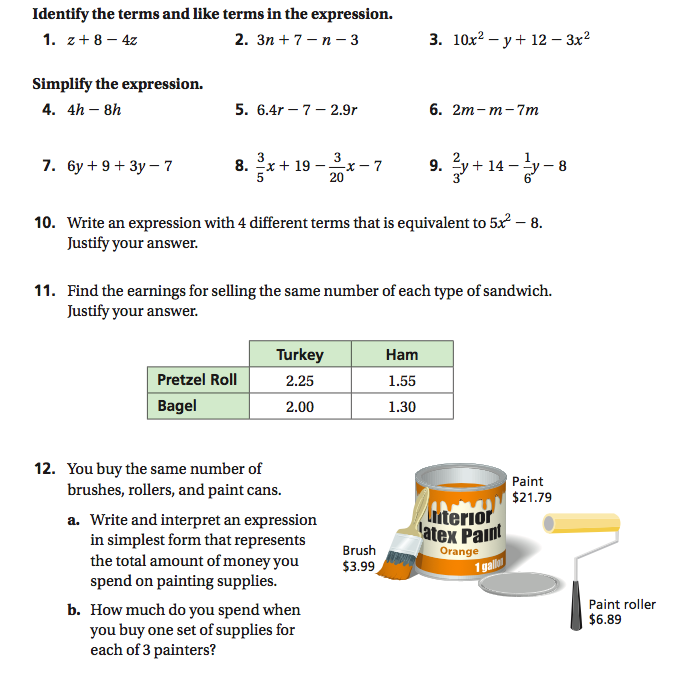 Identify the terms and like terms in the expression.
1. z + 8 − 4z 2. 3n + 7 − n − 3 3. 10x² − y + 12 − 3x²
Simplify the expression.
4. 4h − 8h 5. 6.4r − 7 − 2.9r 6. 2m − m − 7m
7. 6y + 9 + 3y − 7 8. 3/5x + 19 − 3/20x − 7 9. 2/3y + 14 − 1/6y − 8
10. Write an expression with 4 different terms that is equivalent to 5x² − 8.
Justify your answer.
11. Find the earnings for selling the same number of each type of sandwich.
Justify your answer.
Turkey Ham
Pretzel Roll 2.25 1.55
Bagel 2.00 1.30
12. You buy the same number of
brushes, rollers, and paint cans.
a. Write and interpret an expression
in simplest form that represents
the total amount of money you
spend on painting supplies.
b. How much do you spend when
you buy one set of supplies for
each of 3 painters?
Brush
$3.99
Interior
latex Paint
Orange
1 gallon
Paint
$21.79
Paint roller
$6.89